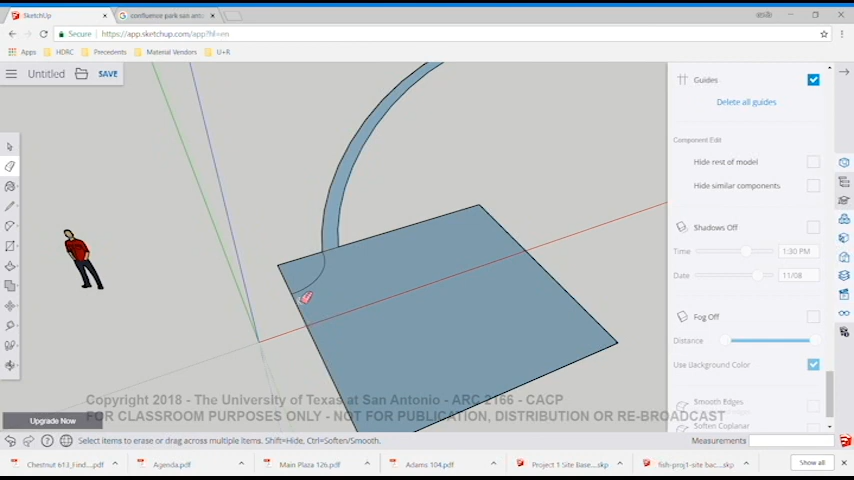 SketchUp
confluence park san anto
Secure
https://app.sketchup.com/app?hl=en
Apps
HDRC
Precedents
Material Vendors
U+R
Untitled
SAVE
Guides
Delete all guides
Component Edit
Hide rest of model
Hide similar components
Shadows Off
Time
1:30 PM
Date
11/08
Fog Off
Distance
Use Background Color
Smooth Edges
Soften Coplanar
Copyright 2018 - The University of Texas at San Antonio - ARC 2166 - CACP
FOR CLASSROOM PURPOSES ONLY - NOT FOR PUBLICATION, DISTRIBUTION OR RE-BROADCAST
Upgrade Now
Select items to erase or drag across multiple items. Shift=Hide, Ctrl=Soften/Smooth.
Measurements
Chestnut 613_Find....pdf
Agenda.pdf
Main Plaza 126.pdf
Adams 104.pdf
Project 1 Site Base....skp
fish-proj1-site bac....skp
Show all